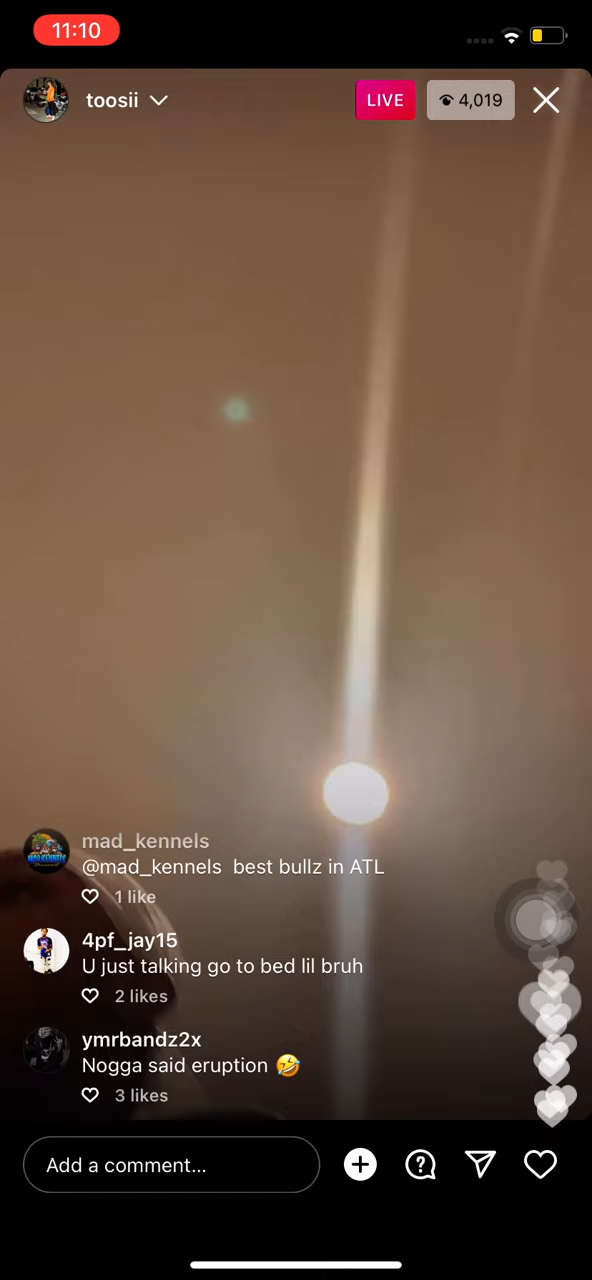 11:10
toosii
LIVE
4,019
mad_kennels
@mad_kennels best bullz in ATL
1 like
4pf_jay15
U just talking go to bed lil bruh
2 likes
ymrbandz2x
Nogga said eruption 🤣
3 likes
Add a comment...